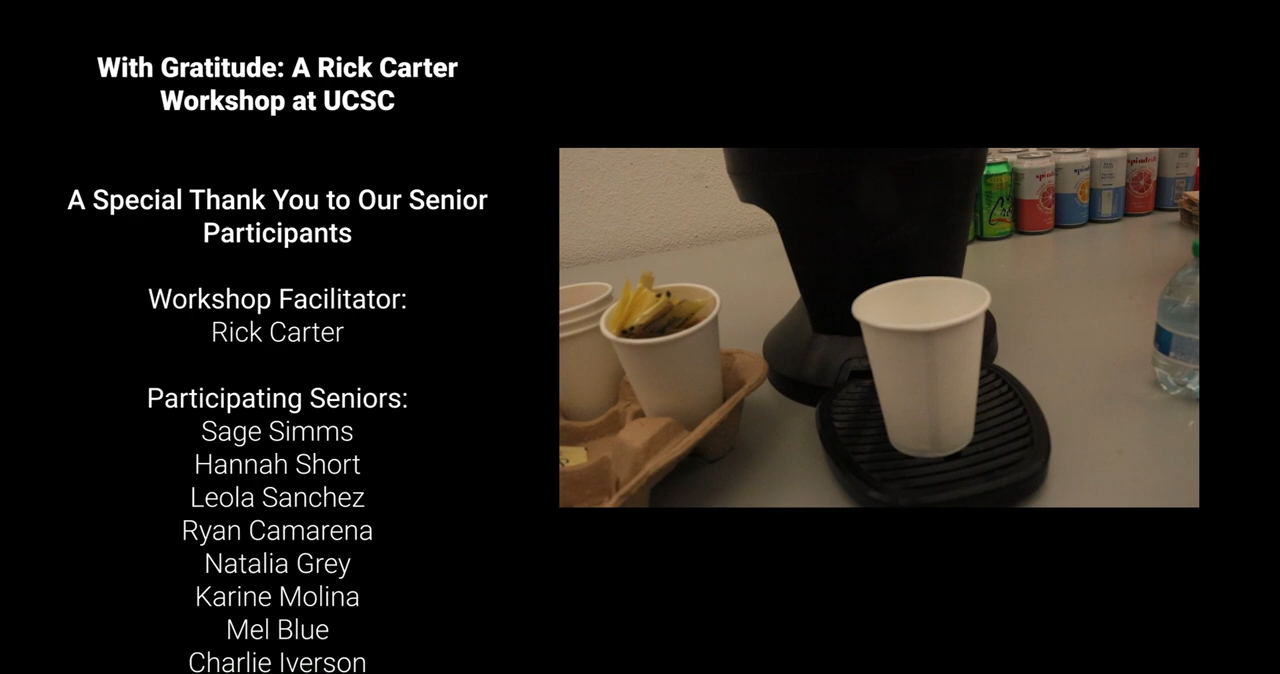 With Gratitude: A Rick Carter
Workshop at UCSC
A Special Thank You to Our Senior
Participants
Workshop Facilitator:
Rick Carter
Participating Seniors:
Sage Simms
Hannah Short
Leola Sanchez
Ryan Camarena
Natalia Grey
Karine Molina
Mel Blue
Charlie Iverson
spindrift